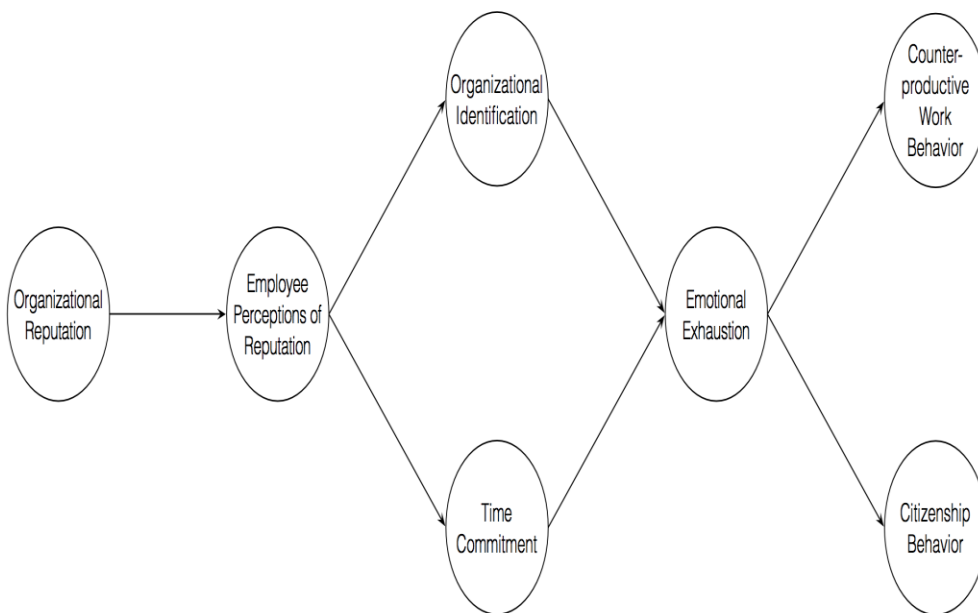 Organizational
Reputation
Employee
Perceptions of
Reputation
Organizational
Identification
Time
Commitment
Emotional
Exhaustion
Counter-
productive
Work
Behavior
Citizenship
Behavior